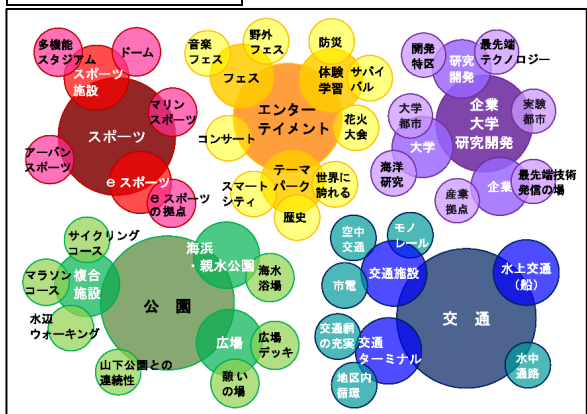 多機能
スタジアム
ドーム
スポーツ
施設
スポーツ
マリン
スポーツ
アーバン
スポーツ
eスポーツ
eスポーツ
の拠点
音楽
フェス
野外
フェス
フェス
防災
体験
学習
サバイ
バル
エンター
テイメント
コンサート
花火
大会
テーマ
パーク
スマート
シティ
世界に
誇れる
歴史
開発
特区
研究
開発
最先端
テクノロジー
企業
大学
研究開発
大学
都市
大学
実験
都市
海洋
研究
産業
拠点
企業
最先端技術
発信の場
サイクリング
コース
マラソン
コース
複合
施設
水辺
ウォーキング
公 園
海浜
・親水公園
海水
浴場
広場
広場
デッキ
山下公園との
連続性
憩いの
の場
空中
交通
モノ
レール
交通施設
市電
水上交通
(船)
交 通
交通網
の充実
交通
ターミナル
地区内
循環
水中
通路